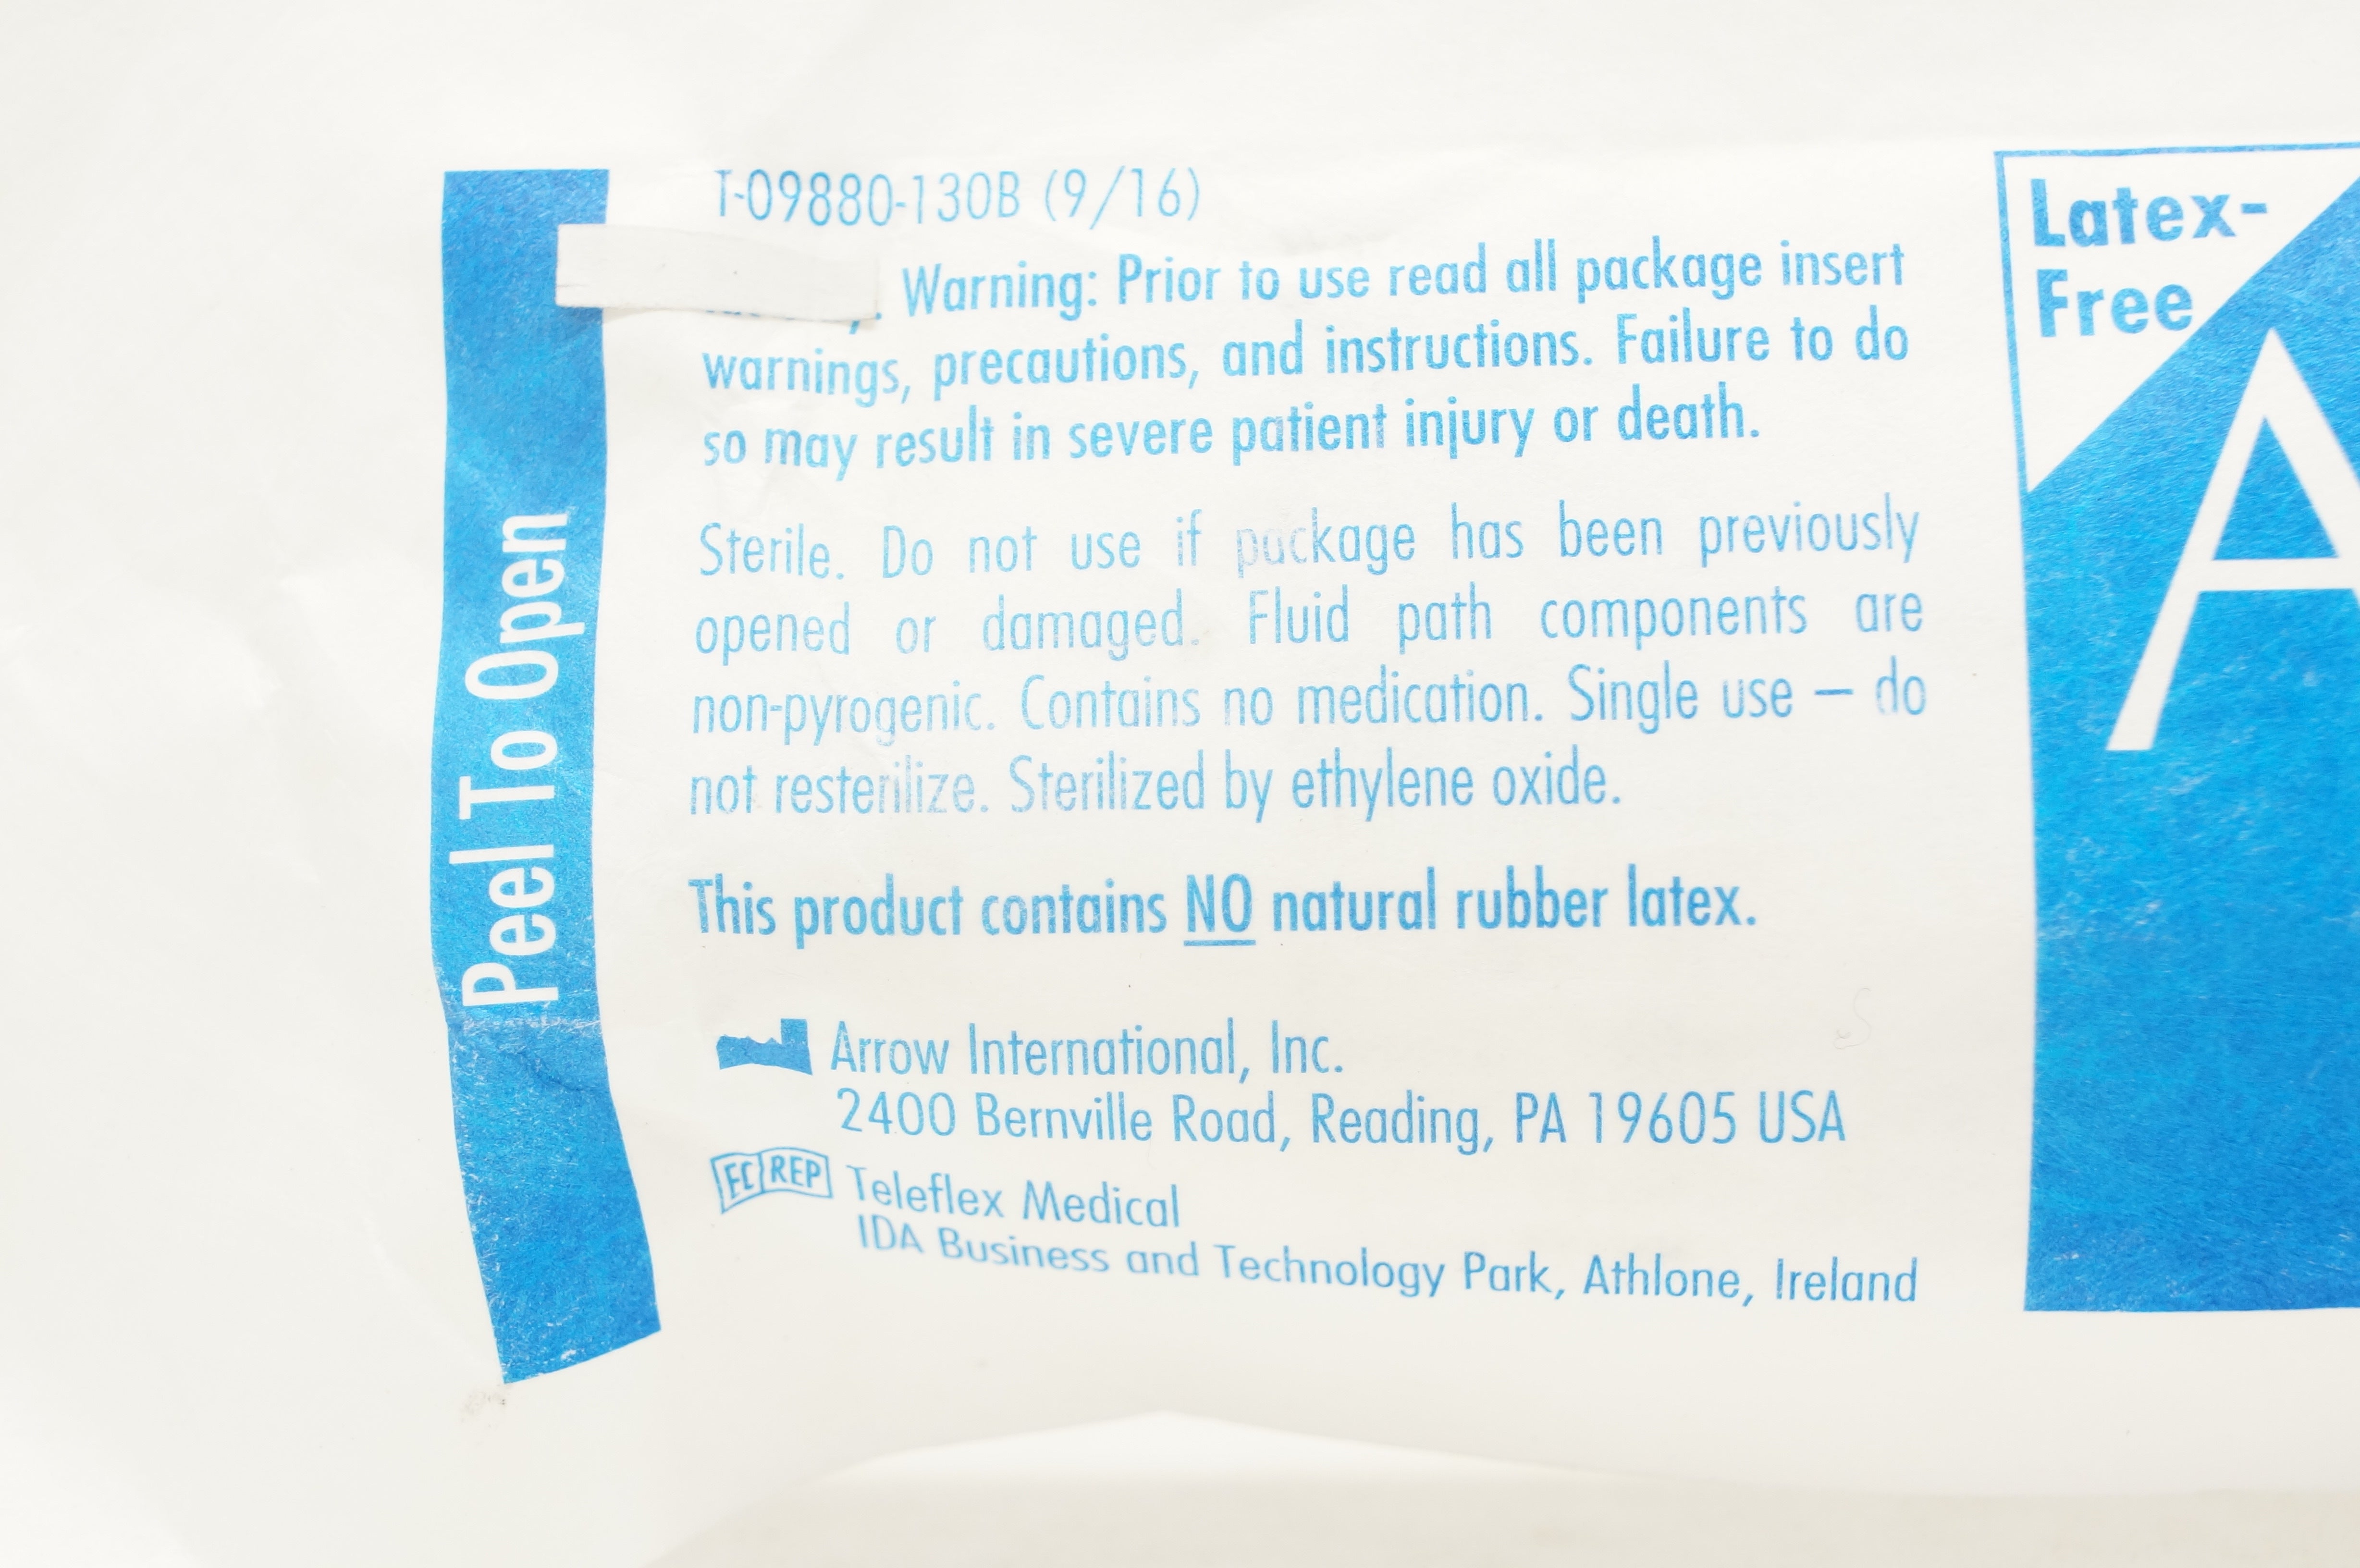 Peel To Open
T-09880-130B (9/16)
. Warning: Prior to use read all package insert
warnings, precautions, and instructions. Failure to do
so may result in severe patient injury or death.
Sterile. Do not use if package has been previously
opened or damaged. Fluid path components are
non-pyrogenic. Contains no medication. Single use – do
not resterilize. Sterilized by ethylene oxide.
This product contains NO natural rubber latex.
Arrow International, Inc.
2400 Bernville Road, Reading, PA 19605 USA
EC REP Teleflex Medical
IDA Business and Technology Park, Athlone, Ireland
Latex-
Free
A